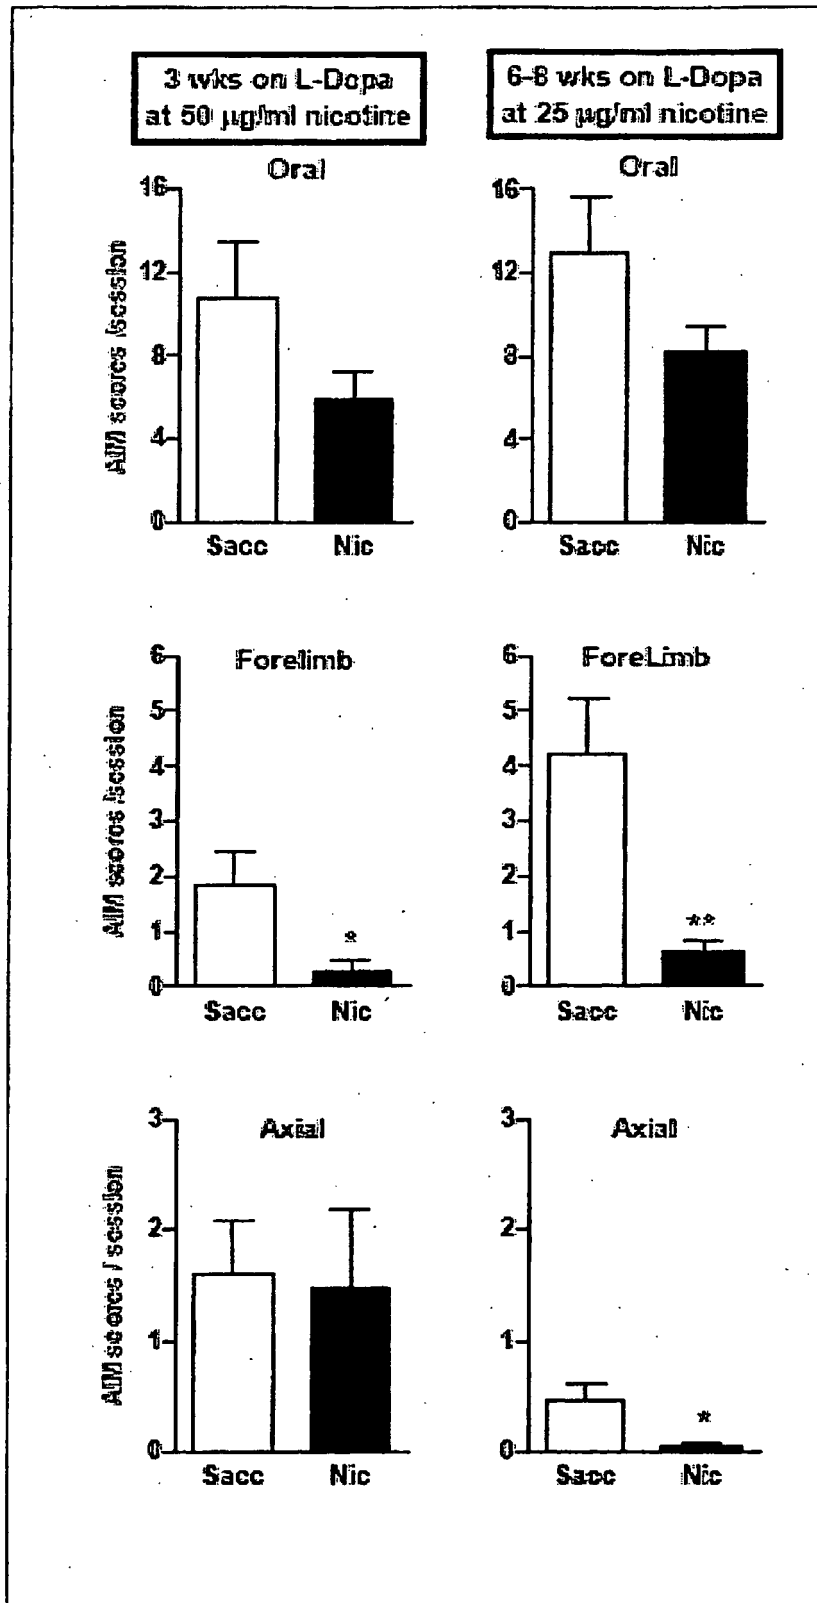 3 wks on L-Dopa
at 50 µg/ml nicotine
6-8 wks on L-Dopa
at 25 µg/ml nicotine
Oral
AIM scores /session
16
12
8
4
0
Sacc
Nic
Oral
16
12
8
4
0
Sacc
Nic
Forelimb
AIM scores /session
6
5
4
3
2
1
0
*
Sacc
Nic
ForeLimb
6
5
4
3
2
1
0
**
Sacc
Nic
Axial
AIM scores / session
3
2
1
0
Sacc
Nic
Axial
3
2
1
0
*
Sacc
Nic